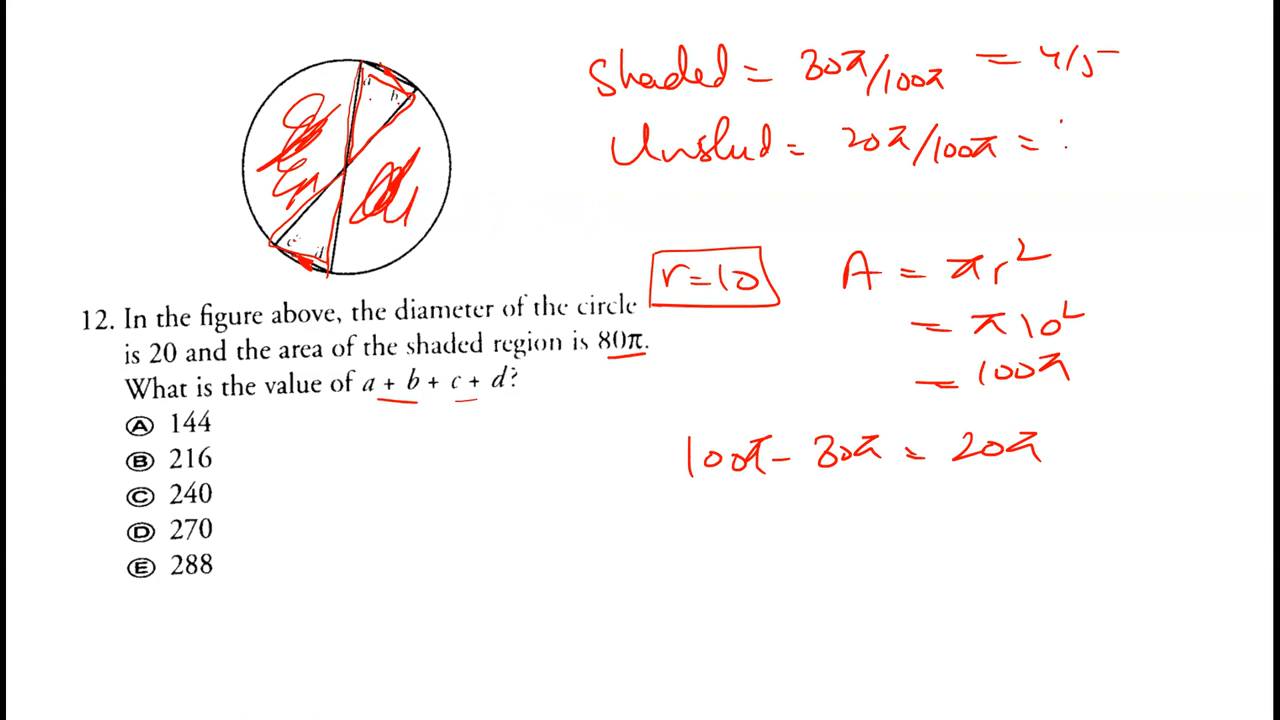 Shaded = 80π/100π = 4/5
Unshd = 20π/100π =
a
b
c
d
r=10
A = πr²
= π10²
= 100π
12. In the figure above, the diameter of the circle
is 20 and the area of the shaded region is 80π.
What is the value of a + b + c + d?
A 144
B 216
C 240
D 270
E 288
100π - 80π = 20π